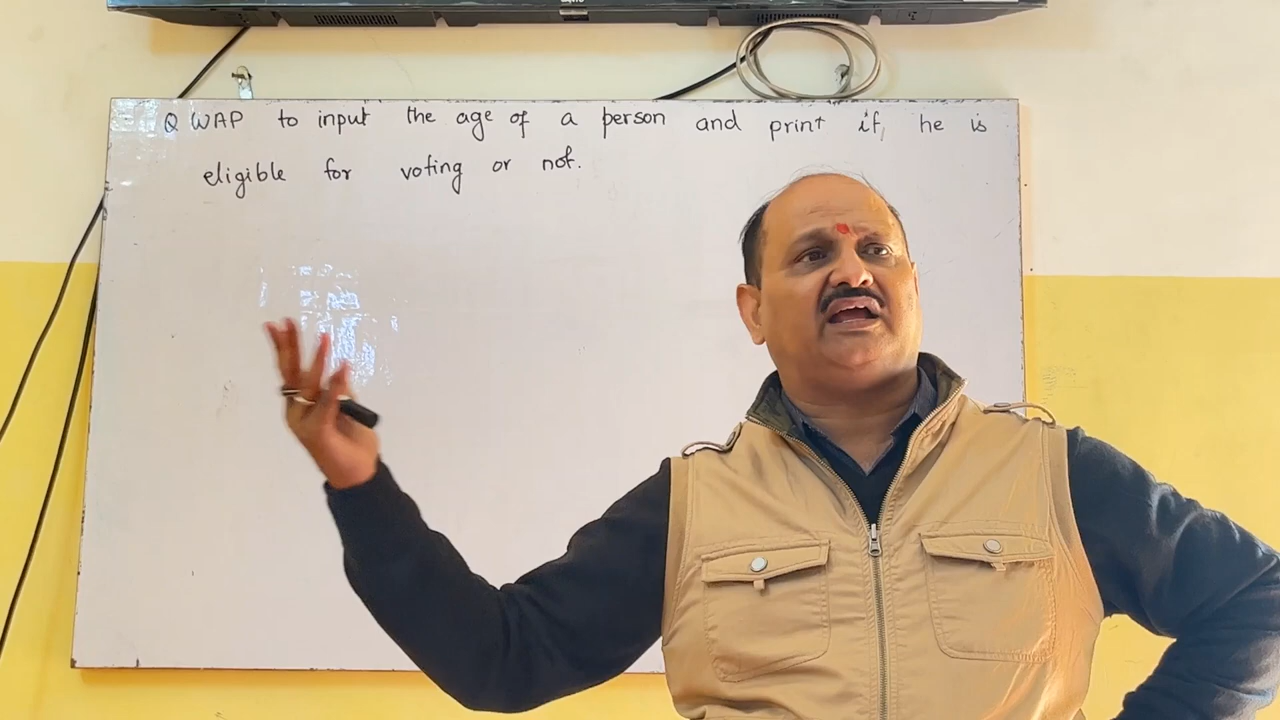 Q WAP to input the age of a person and print if, he is
eligible for voting or not.